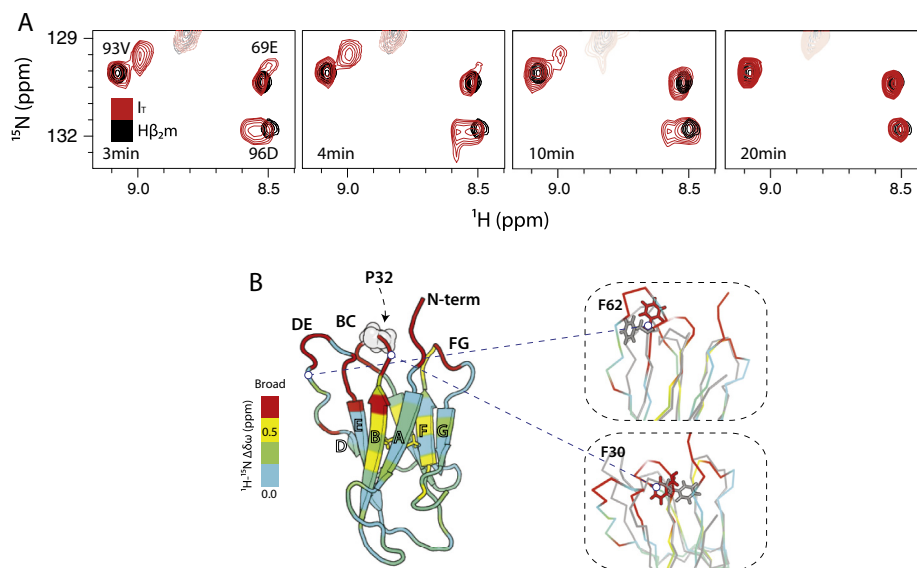 A
129
132
¹⁵N (ppm)
93V
69E
I_T
Hβ₂m
3min
96D
4min
10min
20min
9.0
8.5
9.0
8.5
9.0
8.5
9.0
8.5
¹H (ppm)
B
P32
N-term
BC
DE
FG
Broad
0.5
0.0
¹H-¹⁵N Δδω (ppm)
E
D
B
A
F
G
F62
F30